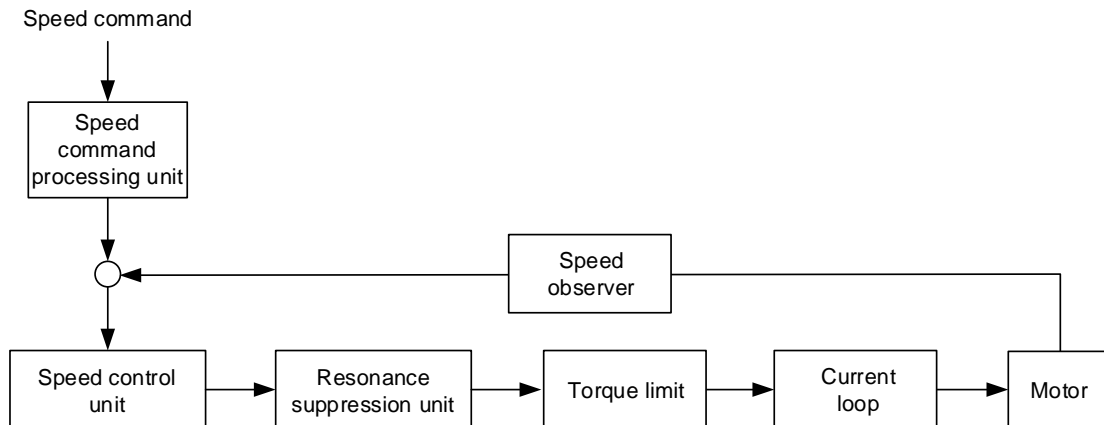 Speed command
Speed
command
processing unit
Speed
observer
Speed control
unit
Resonance
suppression unit
Torque limit
Current
loop
Motor